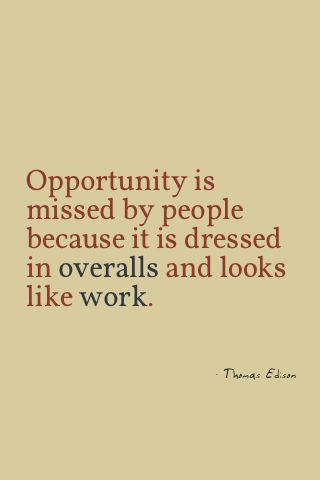 Opportunity is
missed by people
because it is dressed
in overalls and looks
like work.
- Thomas Edison